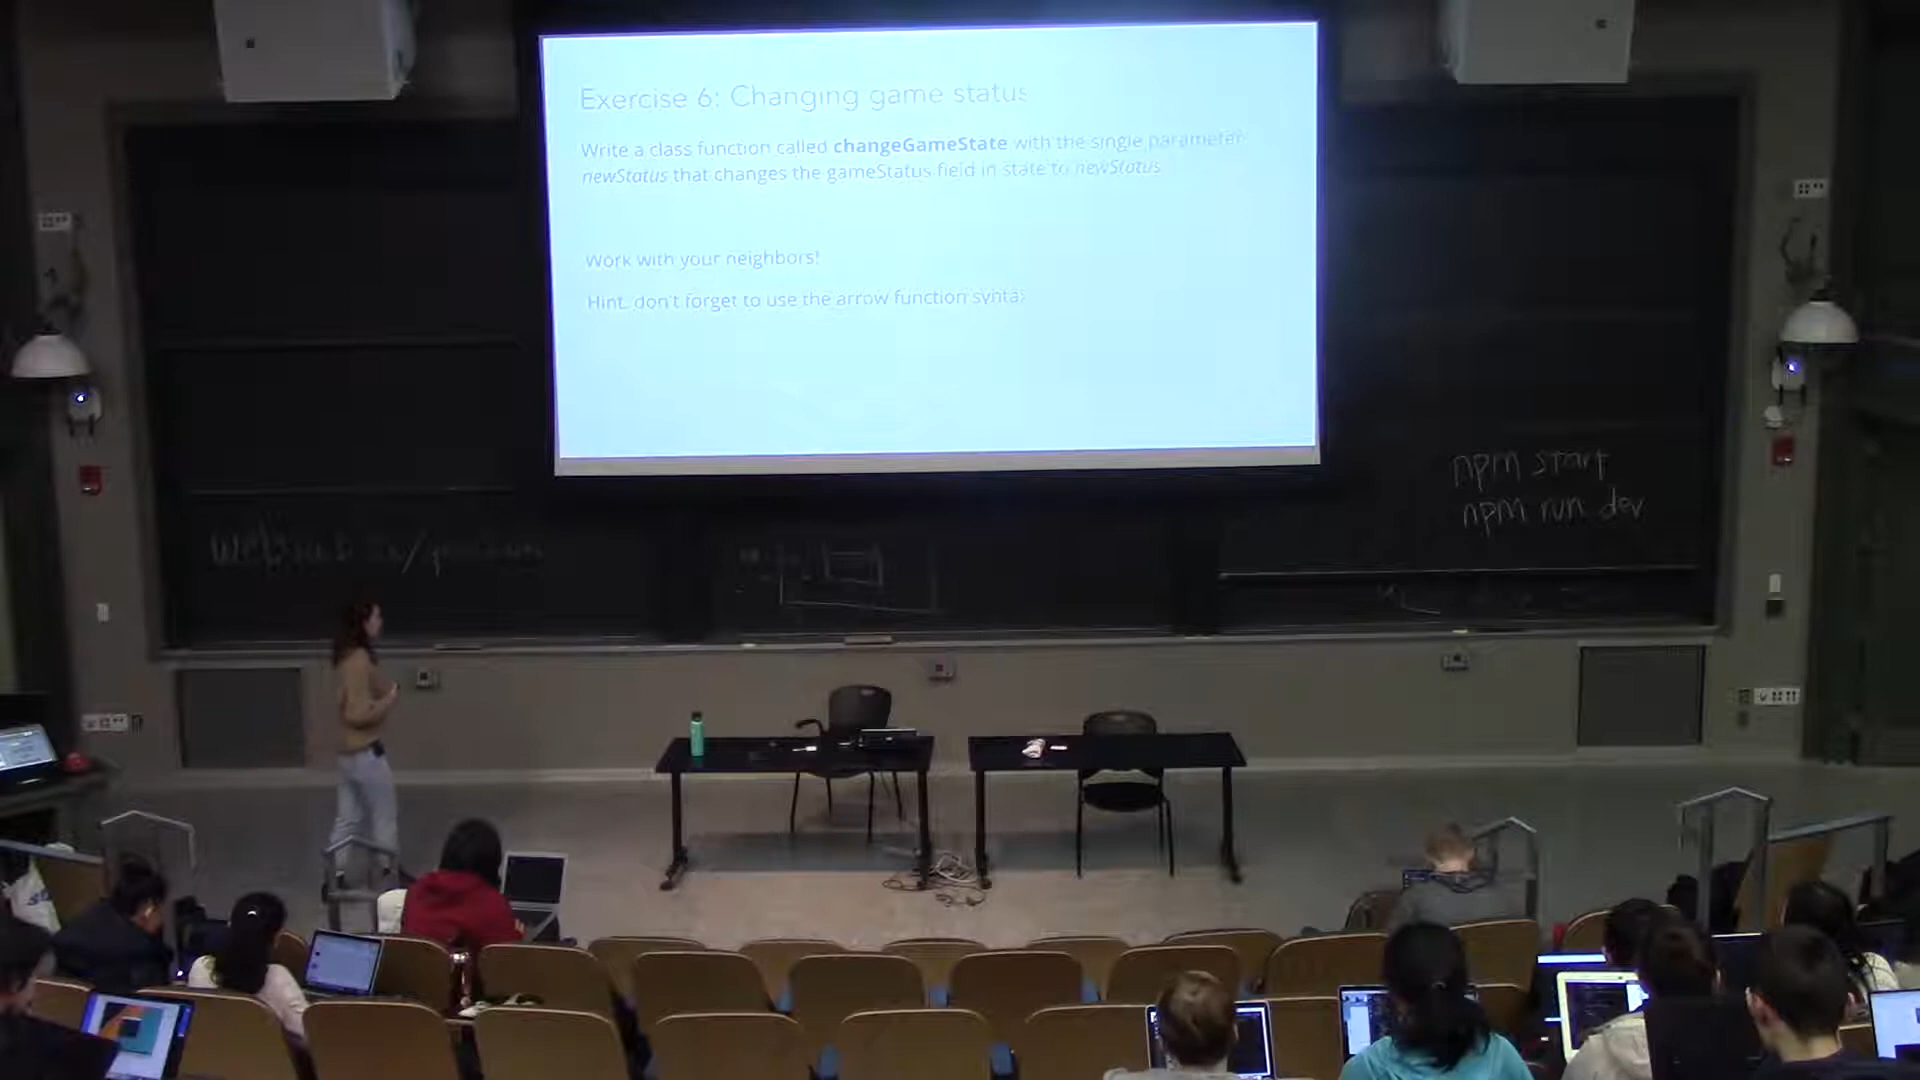 Exercise 6: Changing game status
Write a class function called changeGameState with the single parameter
newStatus that changes the gameStatus field in state to newStatus
Work with your neighbors!
Hint: don't forget to use the arrow function syntax
npm start
npm run dev